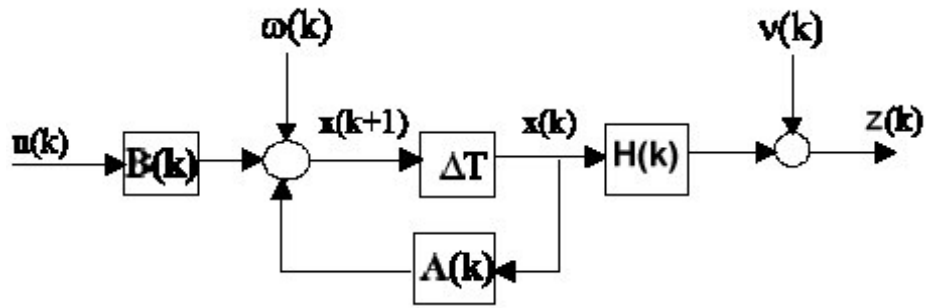 ϖ(k)
ν(k)
u(k)
B(k)
x(k+1)
ΔT
x(k)
H(k)
z(k)
A(k)